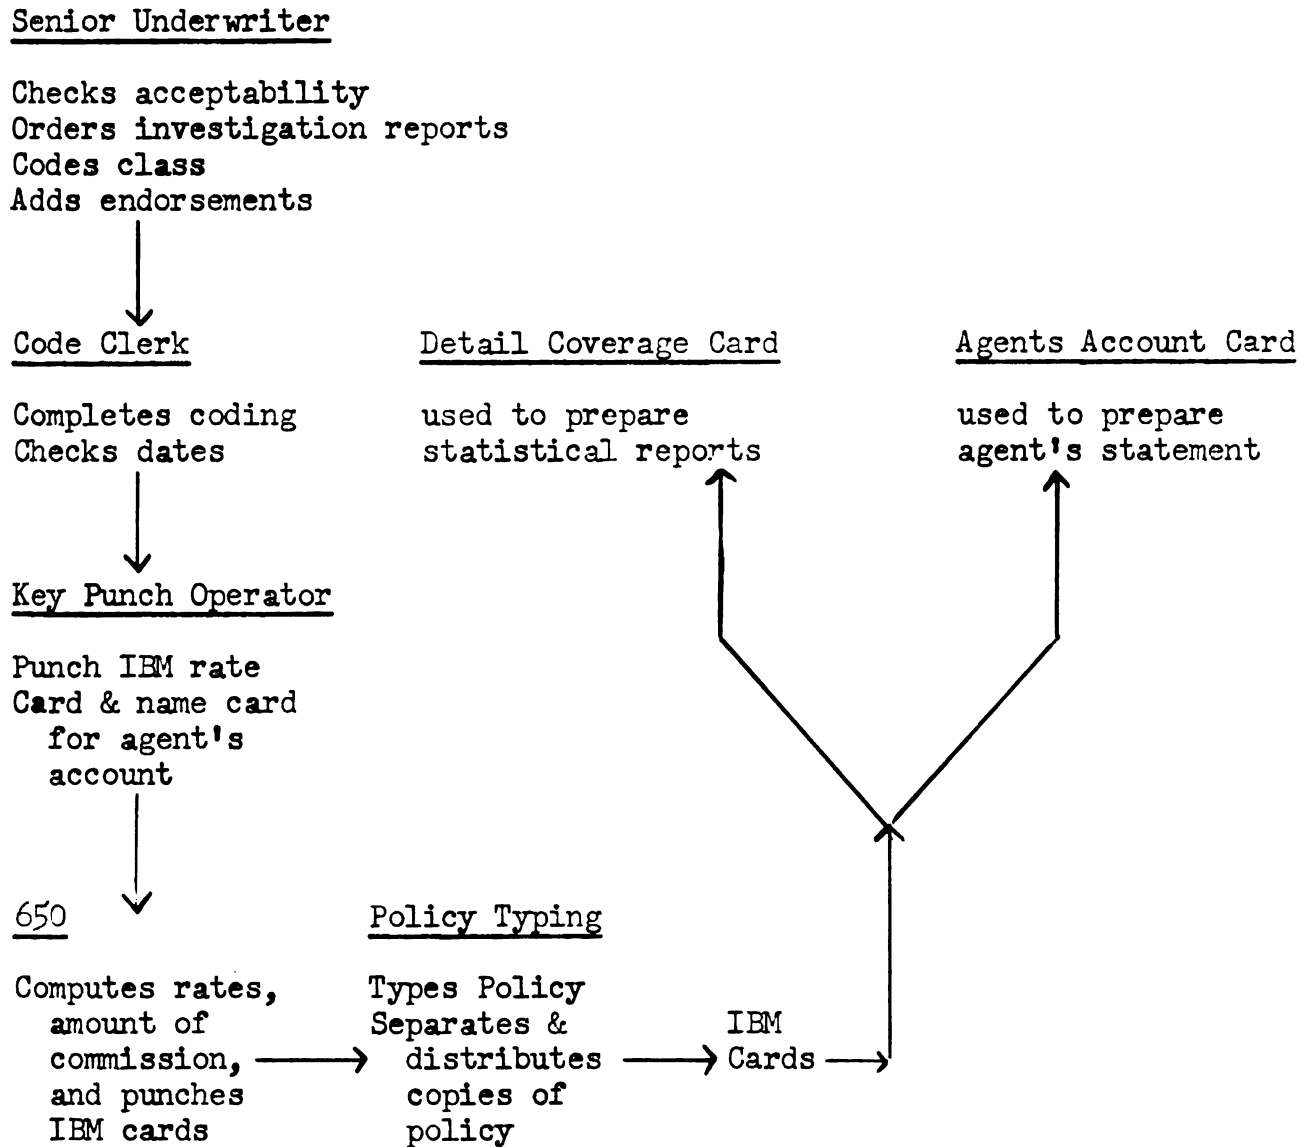 Senior Underwriter
Checks acceptability
Orders investigation reports
Codes class
Adds endorsements
Code Clerk
Completes coding
Checks dates
Detail Coverage Card
used to prepare
statistical reports
Agents Account Card
used to prepare
agent's statement
Key Punch Operator
Punch IBM rate
Card & name card
for agent's
account
650
Computes rates,
amount of
commission,
and punches
IBM cards
Policy Typing
Types Policy
Separates &
distributes
copies of
policy
IBM
Cards